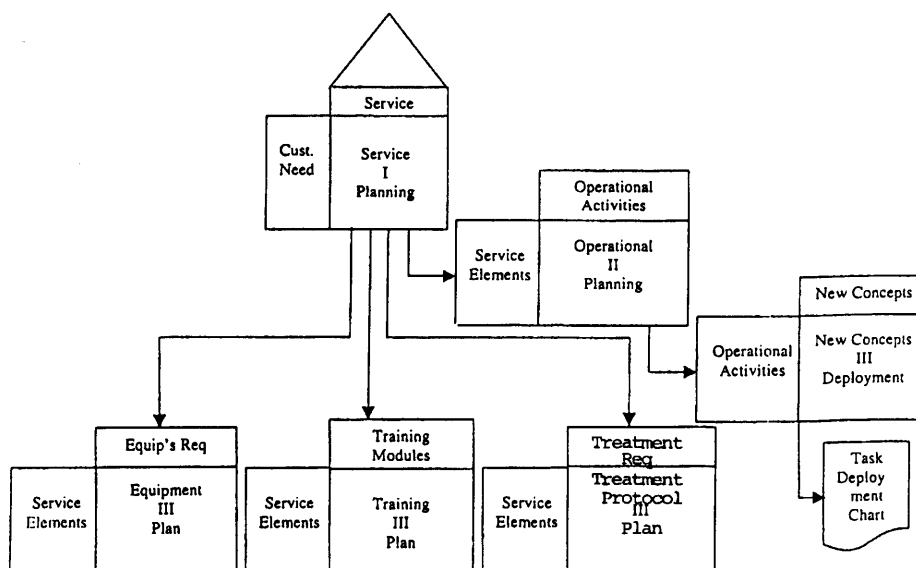 Service
Cust.
Need
Service
I
Planning
Operational
Activities
Service
Elements
Operational
II
Planning
New Concepts
Operational
Activities
New Concepts
III
Deployment
Equip's Req
Service
Elements
Equipment
III
Plan
Training
Modules
Service
Elements
Training
III
Plan
Treatment
Req
Service
Elements
Treatment
Protocol
III
Plan
Task
Deploy
ment
Chart